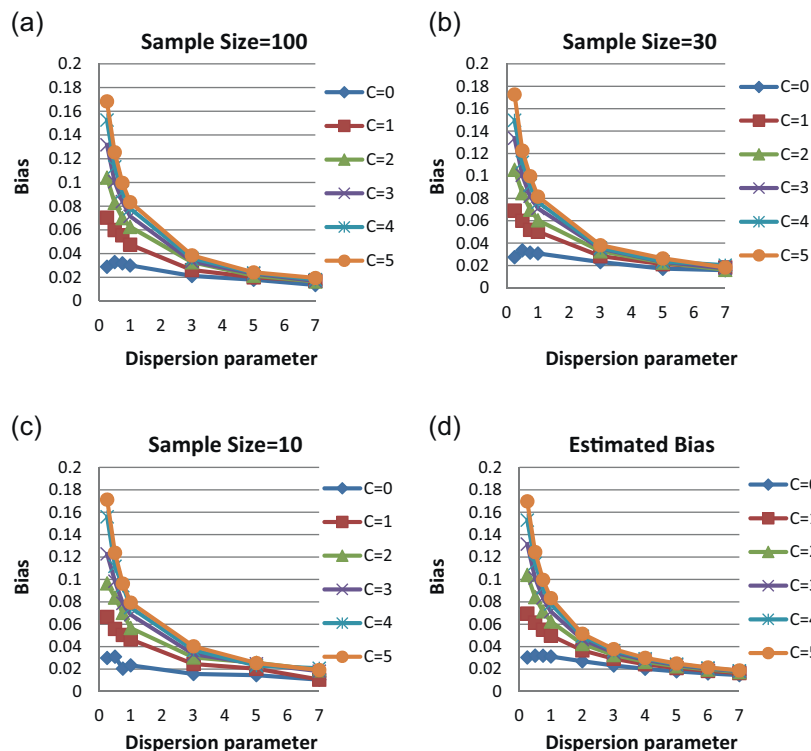 (a)
Sample Size=100
0.2
0.18
0.16
0.14
0.12
0.1
0.08
0.06
0.04
0.02
0
Bias
0 1 2 3 4 5 6 7
Dispersion parameter
C=0
C=1
C=2
C=3
C=4
C=5
(b)
Sample Size=30
0.2
0.18
0.16
0.14
0.12
0.1
0.08
0.06
0.04
0.02
0
Bias
0 1 2 3 4 5 6 7
Dispersion parameter
C=0
C=1
C=2
C=3
C=4
C=5
(c)
Sample Size=10
0.2
0.18
0.16
0.14
0.12
0.1
0.08
0.06
0.04
0.02
0
Bias
0 1 2 3 4 5 6 7
Dispersion parameter
C=0
C=1
C=2
C=3
C=4
C=5
(d)
Estimated Bias
0.2
0.18
0.16
0.14
0.12
0.1
0.08
0.06
0.04
0.02
0
Bias
0 1 2 3 4 5 6 7
Dispersion parameter
C=0
C=1
C=2
C=3
C=4
C=5